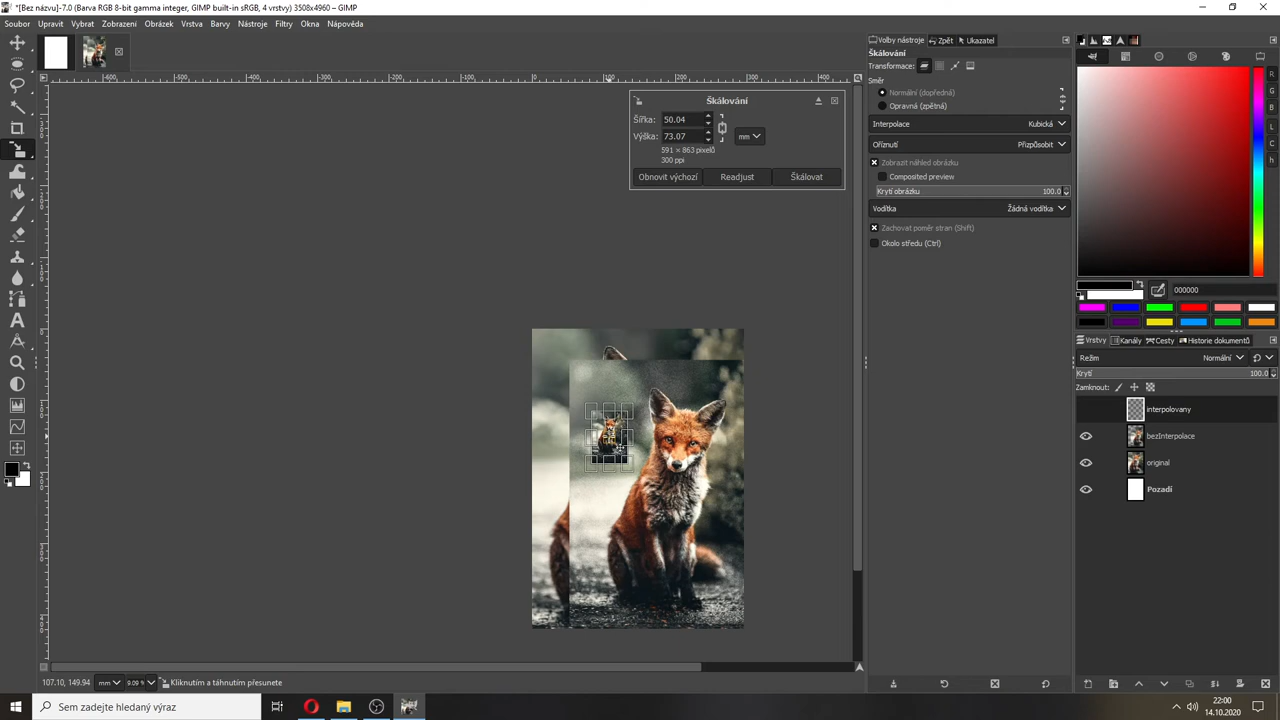 *[Bez názvu]-7.0 (Barva RGB 8-bit gamma integer, GIMP built-in sRGB, 4 vrstvy) 3508x4960 – GIMP
Soubor Upravit Vybrat Zobrazení Obrázek Vrstva Barvy Nástroje Filtry Okna Nápověda
Volby nástroje Zpět Ukazatel
Škálování
Transformace:
Směr
Normální (dopředná)
Opravná (zpětná)
Interpolace Kubická
Oříznutí Přizpůsobit
Zobrazit náhled obrázku
Composited preview
Krytí obrázku 100.0
Vodítka Žádná vodítka
Zachovat poměr stran (Shift)
Okolo středu (Ctrl)
Škálování
Šířka: 50.04
Výška: 73.07 mm
591 × 863 pixelů
300 ppi
Obnovit výchozí Readjust Škálovat
R
G
B
L
C
h
000000
Vrstvy Kanály Cesty Historie dokumentů
Režim Normální
Krytí 100.0
Zamknout:
interpolovany
bezInterpolace
original
Pozadí
107.10, 149.94 mm 9.09 % Kliknutím a táhnutím přesunete
Sem zadejte hledaný výraz
22:00
14.10.2020